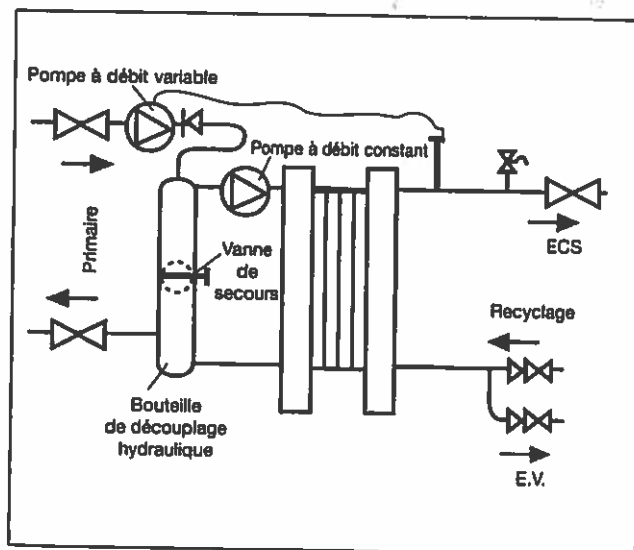 Pompe à débit variable
Pompe à débit constant
Primaire
Vanne
de
secours
ECS
Recyclage
Bouteille
de découplage
hydraulique
E.V.